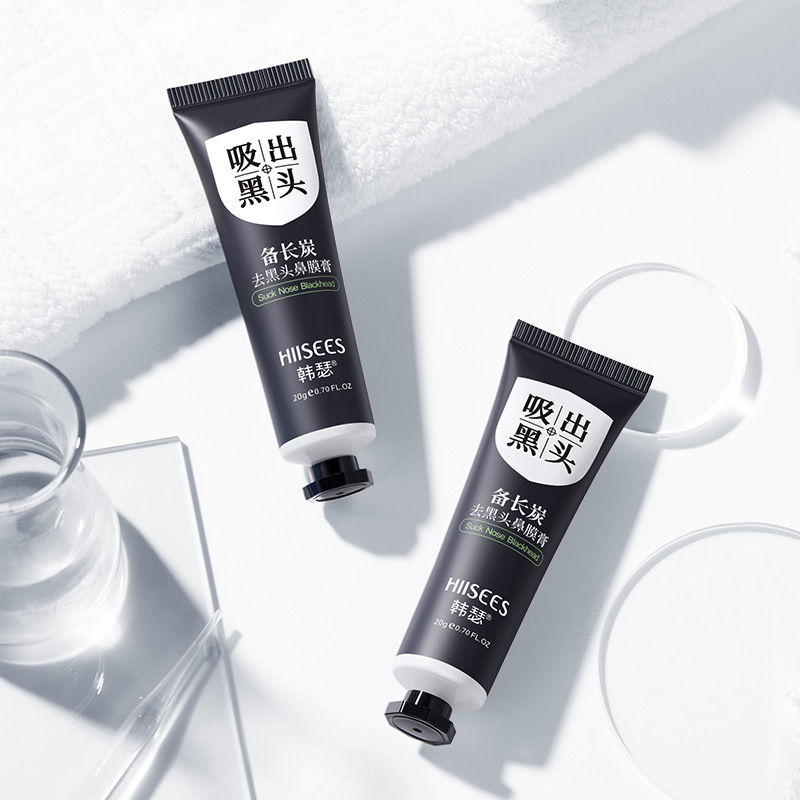 吸出
黑头
备长炭
去黑头鼻膜膏
Suck Nose Blackhead
HIISEES
韩瑟®
20g℮0.70 FL.OZ
吸出
黑头
备长炭
去黑头鼻膜膏
Suck Nose Blackhead
HIISEES
韩瑟®
20g℮0.70 FL.OZ